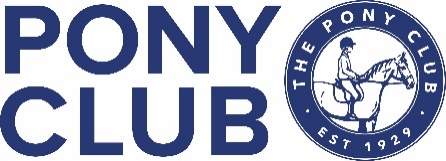 PONY
CLUB
THE PONY CLUB
• EST 1929 •